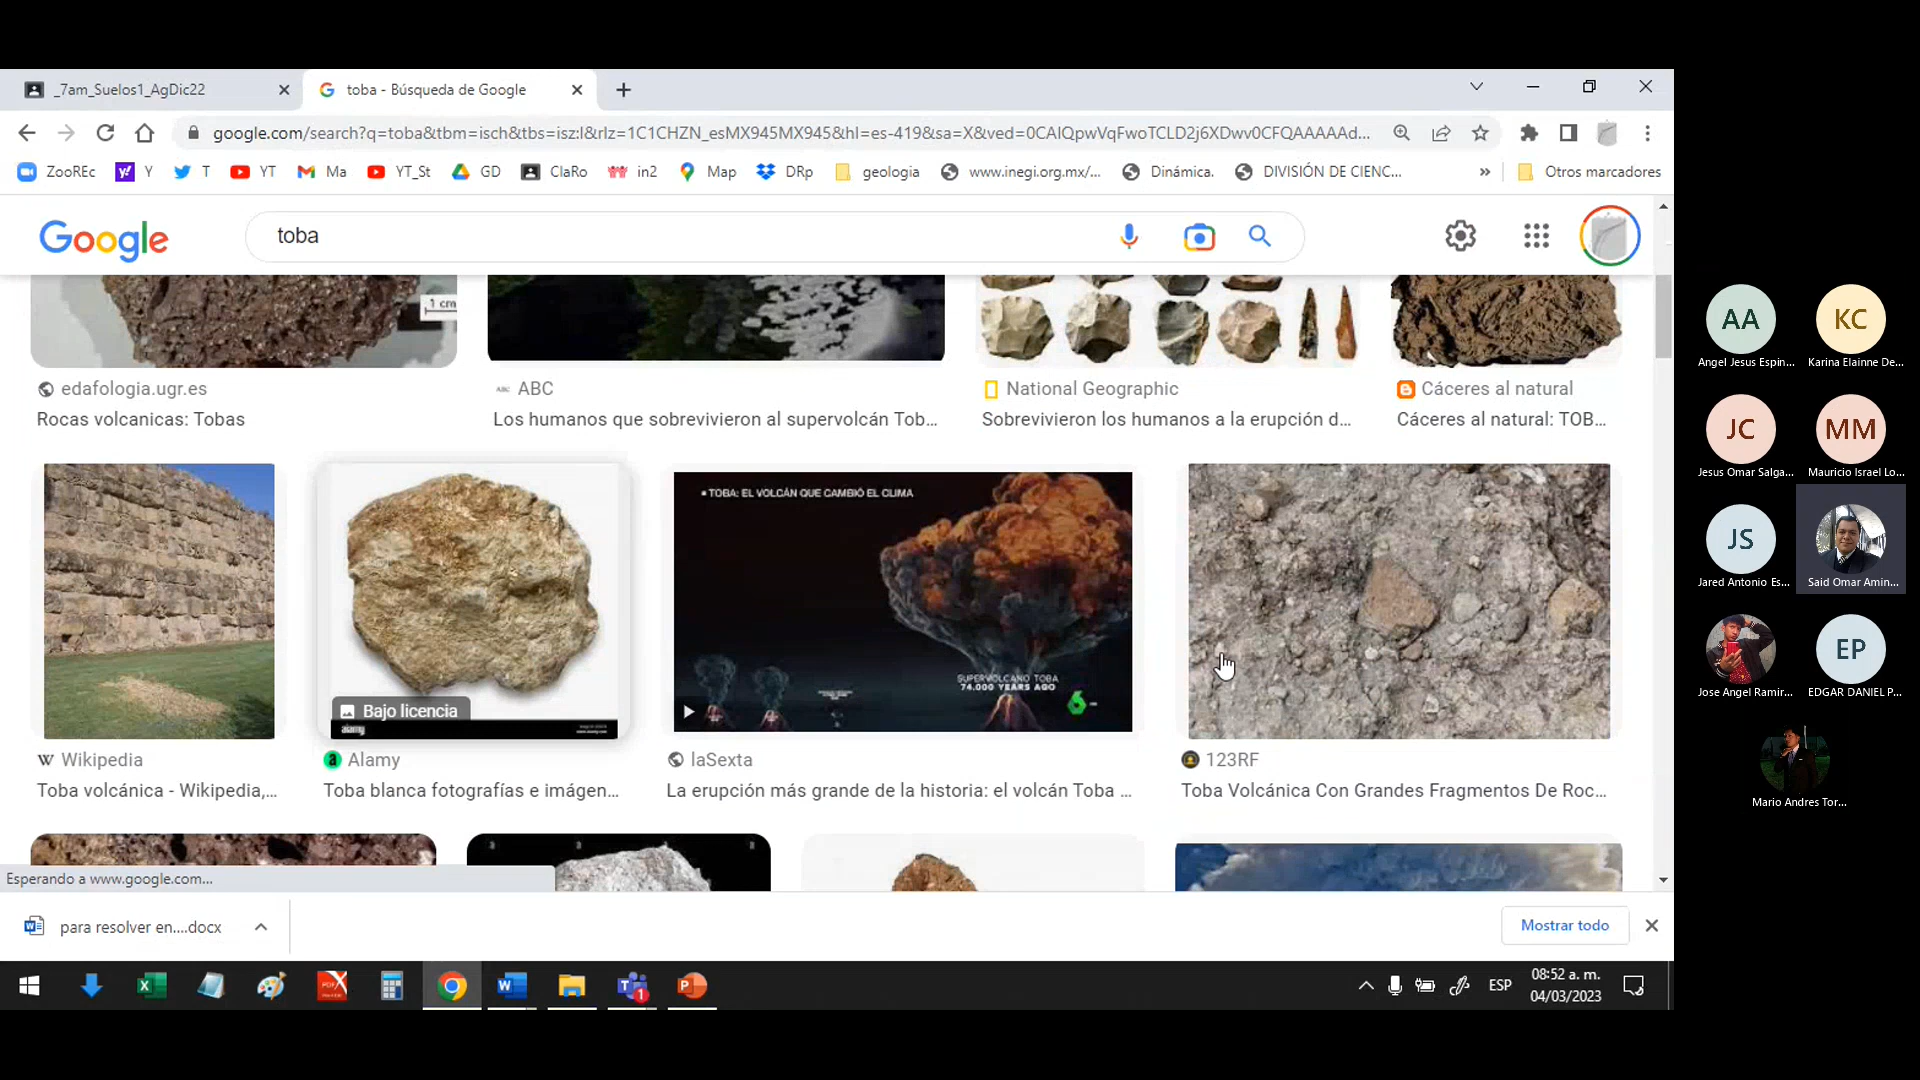 _7am_Suelos1_AgDic22
toba - Búsqueda de Google
google.com/search?q=toba&tbm=isch&tbs=isz:l&rlz=1C1CHZN_esMX945MX945&hl=es-419&sa=X&ved=0CAIQpwVqFwoTCLD2j6XDwv0CFQAAAAAd...
ZooREc Y T YT Ma YT_St GD ClaRo in2 Map DRp geologia www.inegi.org.mx/... Dinámica. DIVISIÓN DE CIENC... » Otros marcadores
Google
toba
1 cm
edafologia.ugr.es
Rocas volcanicas: Tobas
ABC
Los humanos que sobrevivieron al supervolcán Tob...
National Geographic
Sobrevivieron los humanos a la erupción d...
Cáceres al natural
Cáceres al natural: TOB...
Bajo licencia
alamy
TOBA: EL VOLCÁN QUE CAMBIÓ EL CLIMA
SUPERVOLCANO TOBA
74.000 YEARS AGO
Wikipedia
Toba volcánica - Wikipedia,...
Alamy
Toba blanca fotografías e imágen...
laSexta
La erupción más grande de la historia: el volcán Toba ...
123RF
Toba Volcánica Con Grandes Fragmentos De Roc...
Esperando a www.google.com...
para resolver en....docx
Mostrar todo
ESP
08:52 a. m.
04/03/2023
AA
Angel Jesus Espin...
KC
Karina Elainne De...
JC
Jesus Omar Salga...
MM
Mauricio Israel Lo...
JS
Jared Antonio Es...
Said Omar Amin...
Jose Angel Ramir...
EP
EDGAR DANIEL P...
Mario Andres Tor...